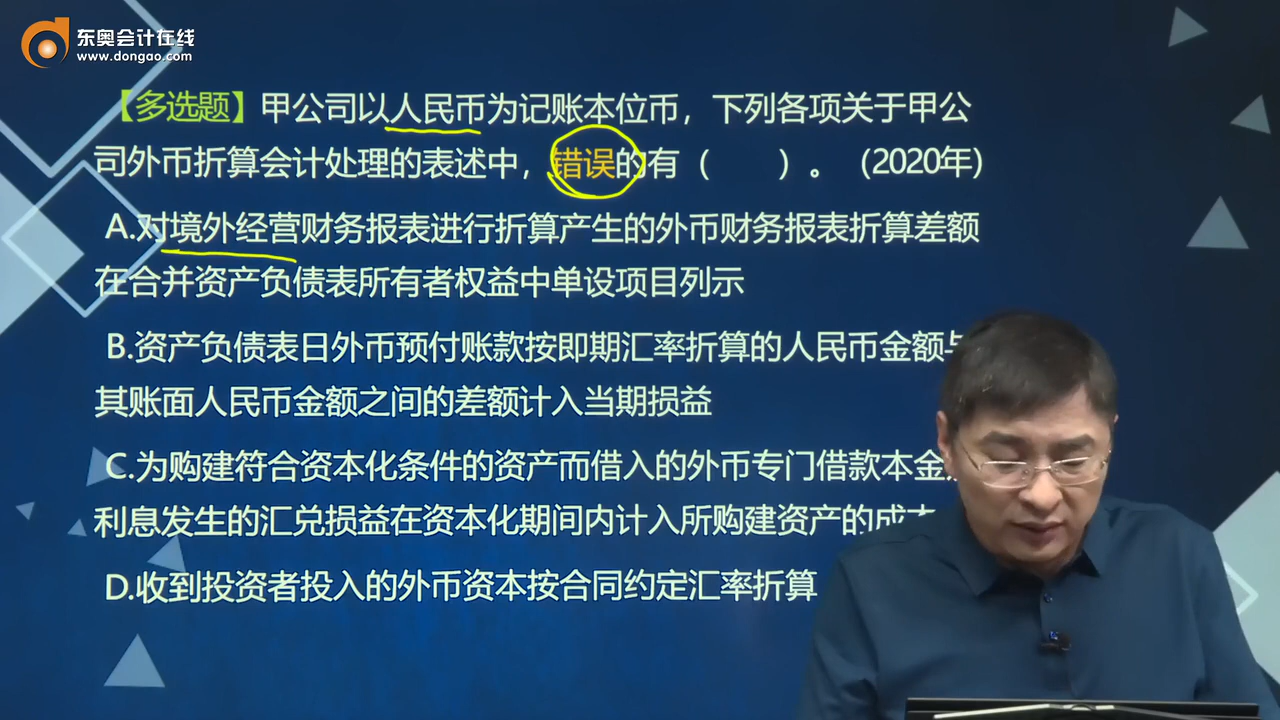 东奥会计在线
www.dongao.com
【多选题】甲公司以人民币为记账本位币，下列各项关于甲公
司外币折算会计处理的表述中，错误的有（ ）。（2020年）
A.对境外经营财务报表进行折算产生的外币财务报表折算差额
在合并资产负债表所有者权益中单设项目列示
B.资产负债表日外币预付账款按即期汇率折算的人民币金额与
其账面人民币金额之间的差额计入当期损益
C.为购建符合资本化条件的资产而借入的外币专门借款本金
利息发生的汇兑损益在资本化期间内计入所购建资产的成本
D.收到投资者投入的外币资本按合同约定汇率折算